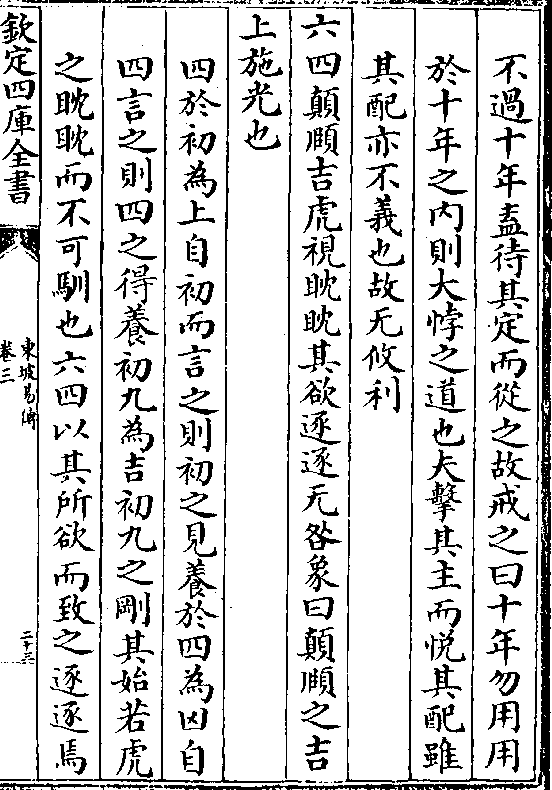 不過十年盍待其定而從之故戒之曰十年勿用用
於十年之内則大悖之道也夫擊其主而悦其配雖
其配亦不義也故无攸利
六四顛頤吉虎視眈眈其欲逐逐无咎象曰顛頤之吉
上施光也
四於初為上自初而言之則初之見養於四為凶自
四言之則四之得養初九為吉初九之剛其始若虎
之眈眈而不可馴也六四以其所欲而致之逐逐焉
欽定四庫全書
東坡易傳
卷三
二十六